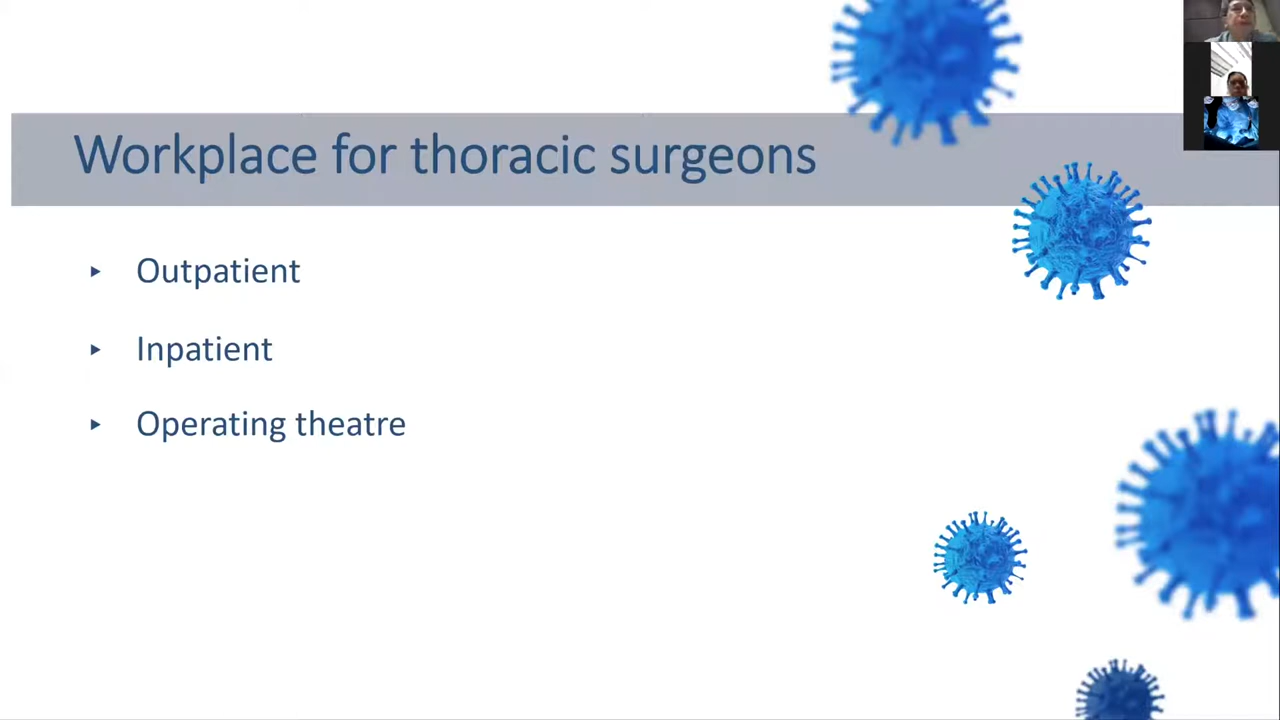 Workplace for thoracic surgeons
‣ Outpatient
‣ Inpatient
‣ Operating theatre